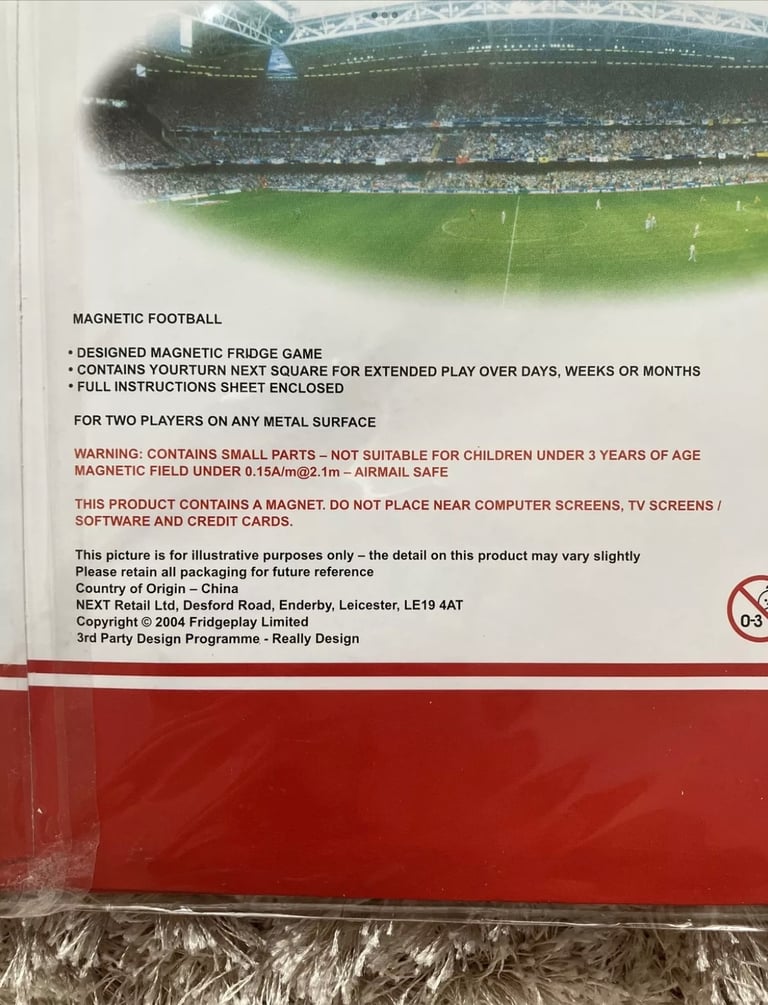 MAGNETIC FOOTBALL
• DESIGNED MAGNETIC FRIDGE GAME
• CONTAINS YOURTURN NEXT SQUARE FOR EXTENDED PLAY OVER DAYS, WEEKS OR MONTHS
• FULL INSTRUCTIONS SHEET ENCLOSED
FOR TWO PLAYERS ON ANY METAL SURFACE
WARNING: CONTAINS SMALL PARTS – NOT SUITABLE FOR CHILDREN UNDER 3 YEARS OF AGE
MAGNETIC FIELD UNDER 0.15A/m@2.1m – AIRMAIL SAFE
THIS PRODUCT CONTAINS A MAGNET. DO NOT PLACE NEAR COMPUTER SCREENS, TV SCREENS /
SOFTWARE AND CREDIT CARDS.
This picture is for illustrative purposes only – the detail on this product may vary slightly
Please retain all packaging for future reference
Country of Origin – China
NEXT Retail Ltd, Desford Road, Enderby, Leicester, LE19 4AT
Copyright © 2004 Fridgeplay Limited
3rd Party Design Programme - Really Design
0-3